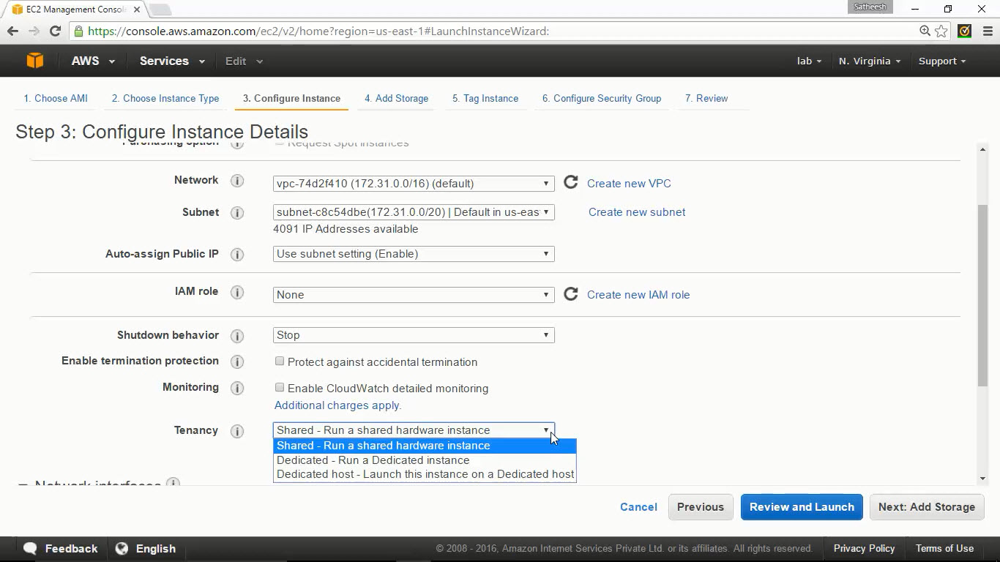 EC2 Management Consol
Satheesh
https://console.aws.amazon.com/ec2/v2/home?region=us-east-1#LaunchInstanceWizard:
AWS Services Edit lab N. Virginia Support
1. Choose AMI 2. Choose Instance Type 3. Configure Instance 4. Add Storage 5. Tag Instance 6. Configure Security Group 7. Review
Step 3: Configure Instance Details
Purchasing option Request Spot instances
Network vpc-74d2f410 (172.31.0.0/16) (default) Create new VPC
Subnet subnet-c8c54dbe(172.31.0.0/20) | Default in us-eas Create new subnet
4091 IP Addresses available
Auto-assign Public IP Use subnet setting (Enable)
IAM role None Create new IAM role
Shutdown behavior Stop
Enable termination protection Protect against accidental termination
Monitoring Enable CloudWatch detailed monitoring
Additional charges apply.
Tenancy Shared - Run a shared hardware instance
Shared - Run a shared hardware instance
Dedicated - Run a Dedicated instance
Dedicated host - Launch this instance on a Dedicated host
Network interfaces
Cancel Previous Review and Launch Next: Add Storage
Feedback English © 2008 - 2016, Amazon Internet Services Private Ltd. or its affiliates. All rights reserved. Privacy Policy Terms of Use